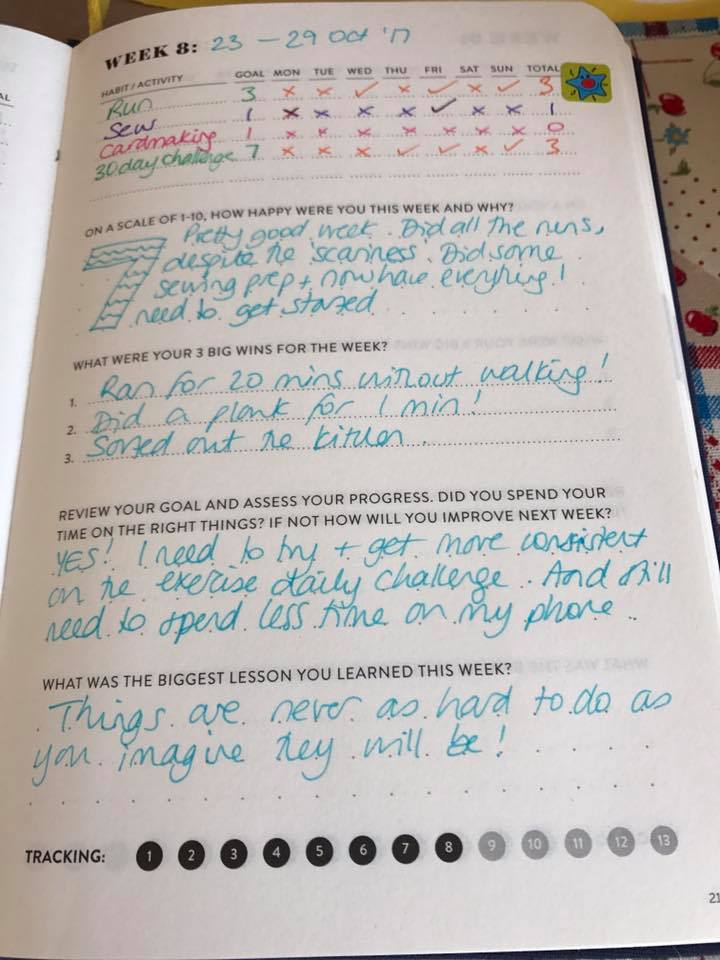 WEEK 8: 23 - 29 Oct '17
HABIT / ACTIVITY GOAL MON TUE WED THU FRI SAT SUN TOTAL
Run 3 x x ✓ x ✓ x ✓ 3
Sew 1 x x x x ✓ x x 1
Cardmaking 1 x x x x x x x 0
30 day challenge 7 x x x ✓ ✓ x ✓ 3
ON A SCALE OF 1-10, HOW HAPPY WERE YOU THIS WEEK AND WHY?
7 Pretty good week. Did all the runs,
despite the 'scariness. Did some
sewing prep + now have everything I
need to get started
WHAT WERE YOUR 3 BIG WINS FOR THE WEEK?
1. Ran for 20 mins without walking!
2. Did a plank for 1 min!
3. Sorted out the kitchen.
REVIEW YOUR GOAL AND ASSESS YOUR PROGRESS. DID YOU SPEND YOUR
TIME ON THE RIGHT THINGS? IF NOT HOW WILL YOU IMPROVE NEXT WEEK?
YES! I need to try + get more consistent
on the exercise daily challenge. And still
need to spend less time on my phone.
WHAT WAS THE BIGGEST LESSON YOU LEARNED THIS WEEK?
Things are never as hard to do as
you imagine they will be!
TRACKING: 1 2 3 4 5 6 7 8 9 10 11 12 13
21